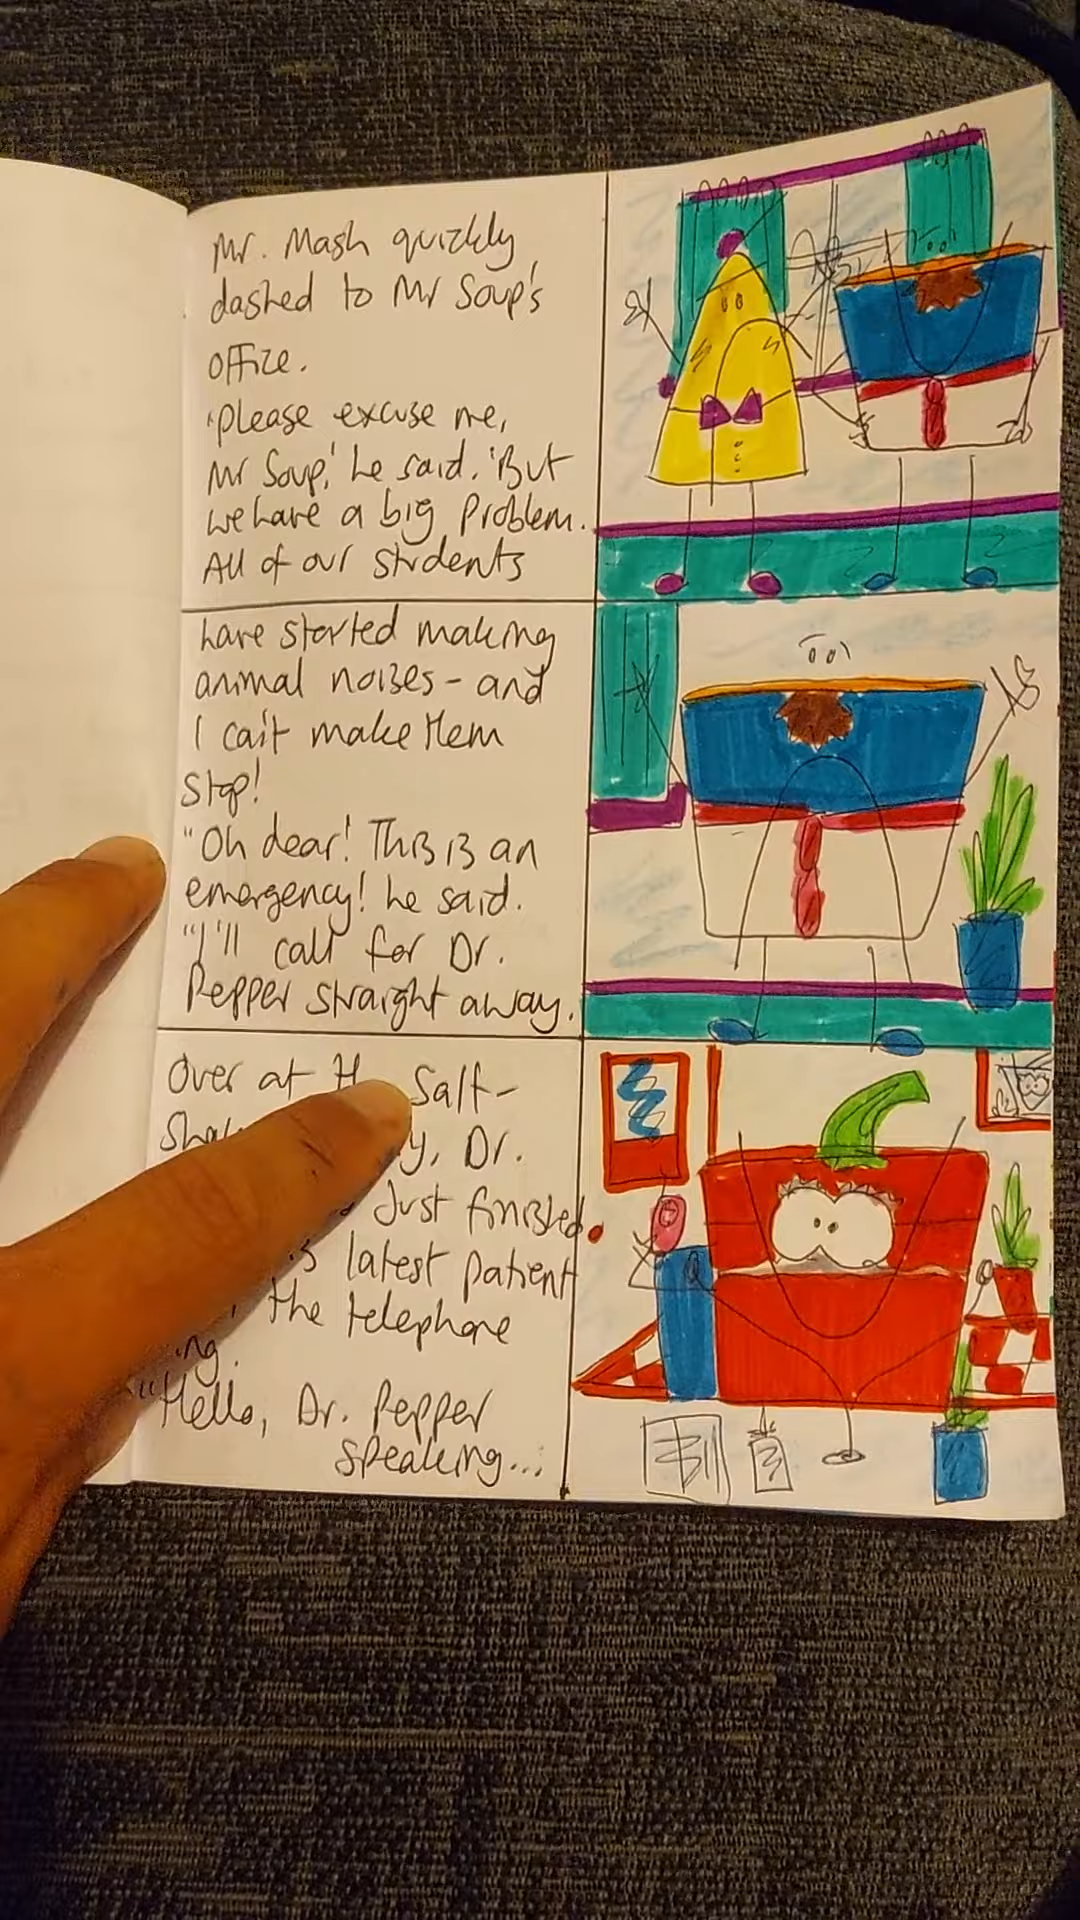 Mr. Mash quickly
dashed to Mr Soup's
office.
'Please excuse me,
Mr Soup,' he said. 'But
we have a big problem.
All of our students
have started making
animal noises - and
I can't make them
stop!
"Oh dear! This is an
emergency! he said.
"I'll call for Dr.
Pepper straight away.
Over at Salt-
Dr.
Just finished
latest patient
the telephone
"Hello, Dr. Pepper
speaking...